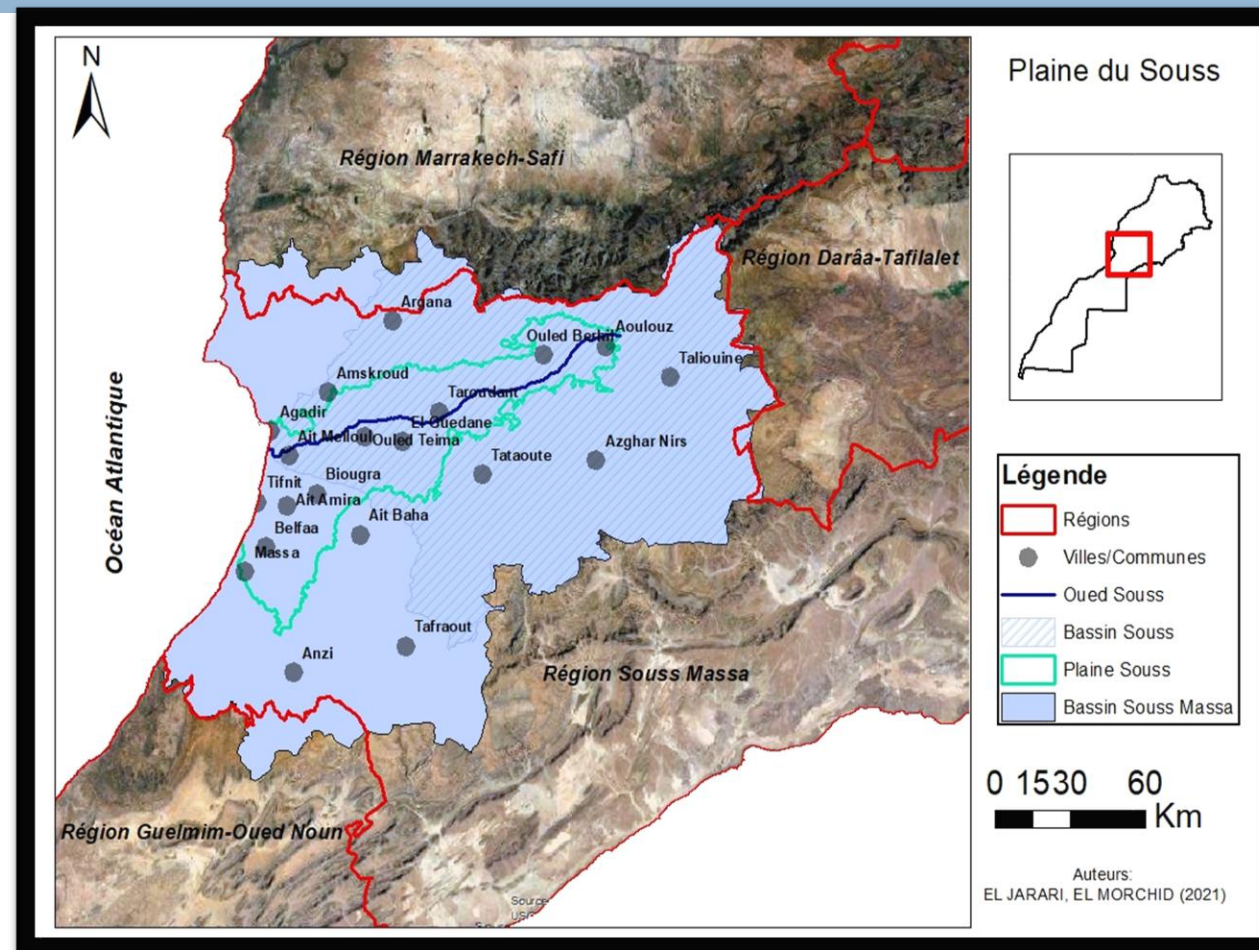 N
Région Marrakech-Safi
Région Darâa-Tafilalet
Argana
Ouled Berhil
Aoulouz
Taliouine
Amskroud
Taroudant
Agadir
El Guedane
Ait Melloul
Ouled Teima
Azghar Nirs
Tataoute
Biougra
Tifnit
Ait Amira
Ait Baha
Belfaa
Massa
Tafraout
Anzi
Océan Atlantique
Région Souss Massa
Région Guelmim-Oued Noun
Source
Plaine du Souss
Légende
Régions
Villes/Communes
Oued Souss
Bassin Souss
Plaine Souss
Bassin Souss Massa
0 1530 60
Km
Auteurs:
EL JARARI, EL MORCHID (2021)